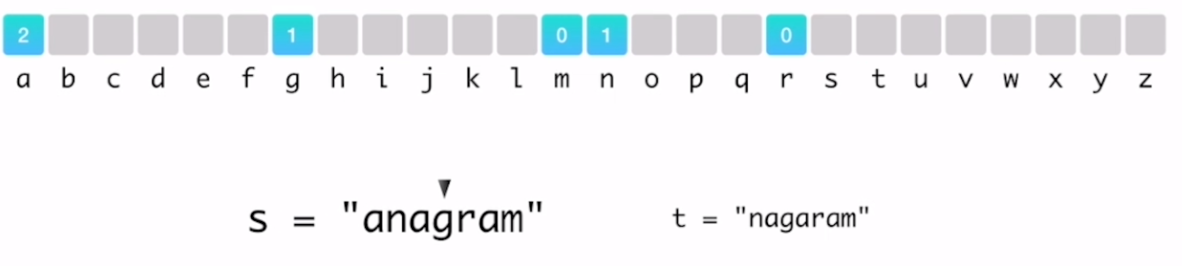 2 1 0 1 0
a b c d e f g h i j k l m n o p q r s t u v w x y z
s = "anagram" t = "nagaram"